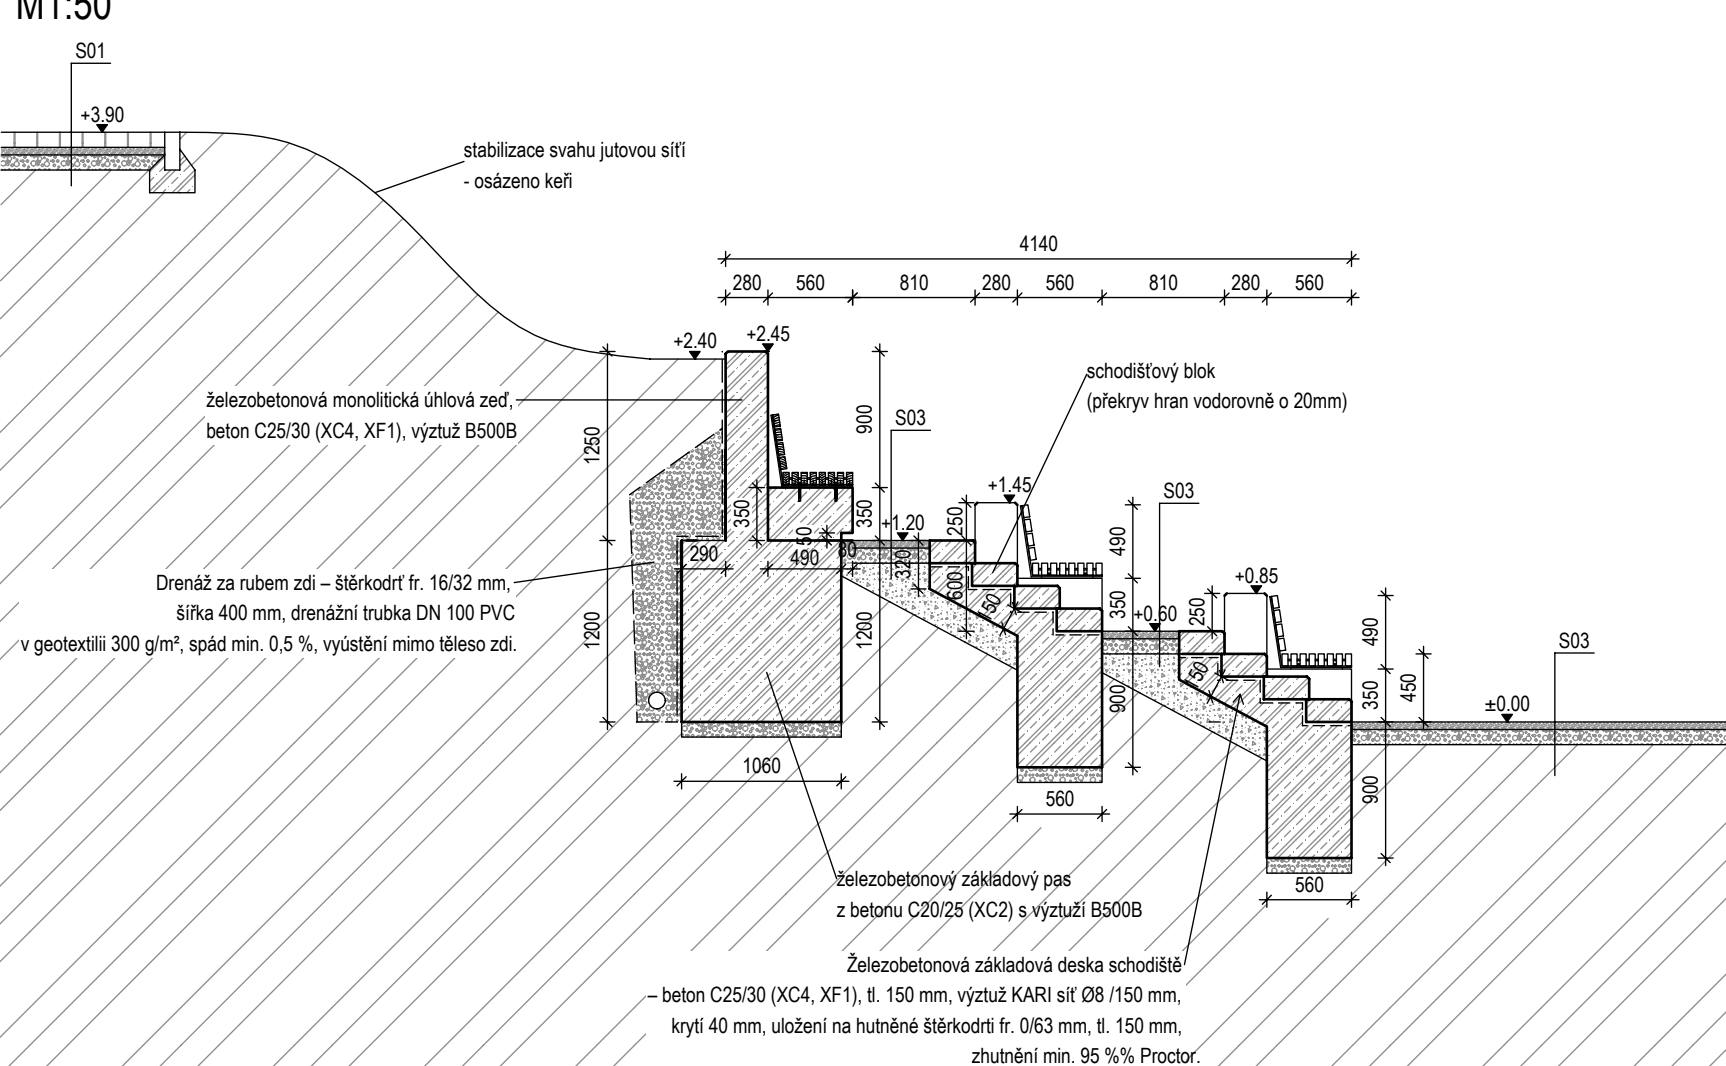 M1:50
S01
+3.90
stabilizace svahu jutovou sítí
- osázeno keři
4140
280 560 810 280 560 810 280 560
+2.40
+2.45
železobetonová monolitická úhlová zeď,
beton C25/30 (XC4, XF1), výztuž B500B
schodišťový blok
(překryv hran vodorovně o 20mm)
1250
900
S03
350
350
50
+1.20
250
+1.45
490
S03
290
490
80
320
600
150
350
+0.60
250
+0.85
490
S03
Drenáž za rubem zdi – štěrkodrť fr. 16/32 mm,
šířka 400 mm, drenážní trubka DN 100 PVC
v geotextilii 300 g/m², spád min. 0,5 %, vyústění mimo těleso zdi.
1200
1200
900
150
350
450
±0.00
1060
560
900
560
železobetonový základový pas
z betonu C20/25 (XC2) s výztuží B500B
Železobetonová základová deska schodiště
– beton C25/30 (XC4, XF1), tl. 150 mm, výztuž KARI síť Ø8 /150 mm,
krytí 40 mm, uložení na hutněné štěrkodrti fr. 0/63 mm, tl. 150 mm,
zhutnění min. 95 %% Proctor.